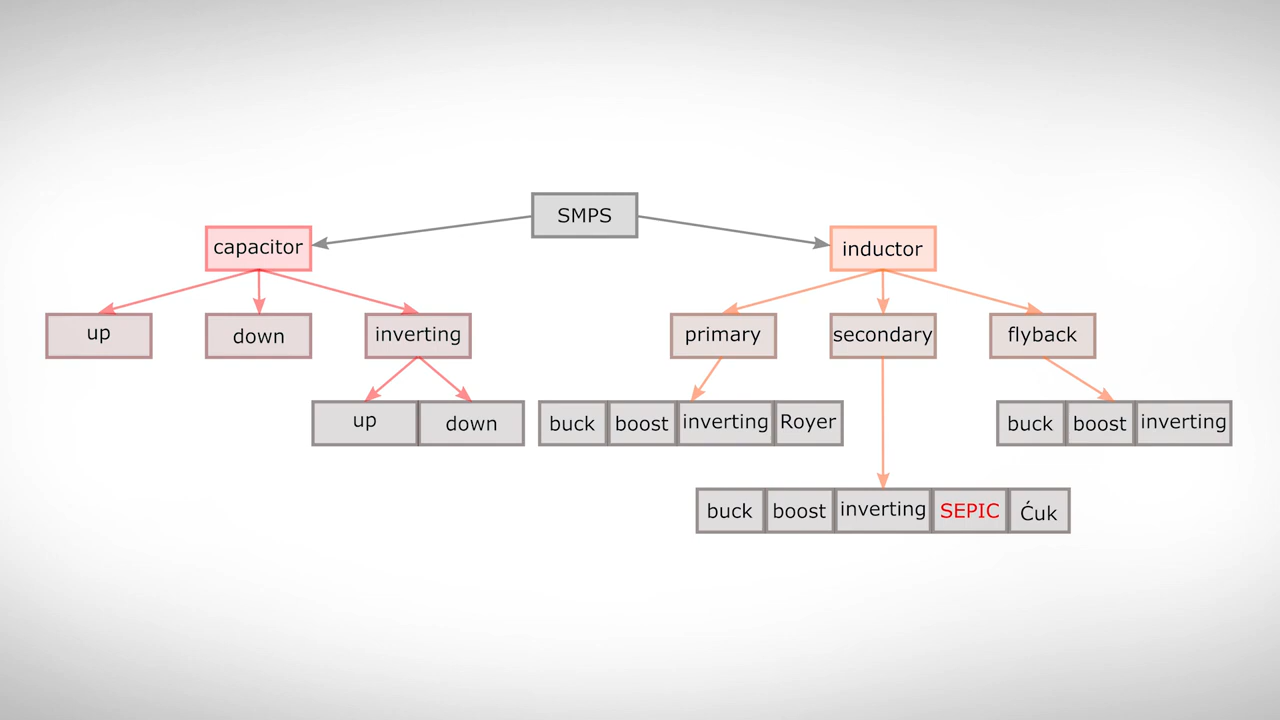 SMPS
capacitor
inductor
up
down
inverting
primary
secondary
flyback
up
down
buck
boost
inverting
Royer
buck
boost
inverting
buck
boost
inverting
SEPIC
Ćuk